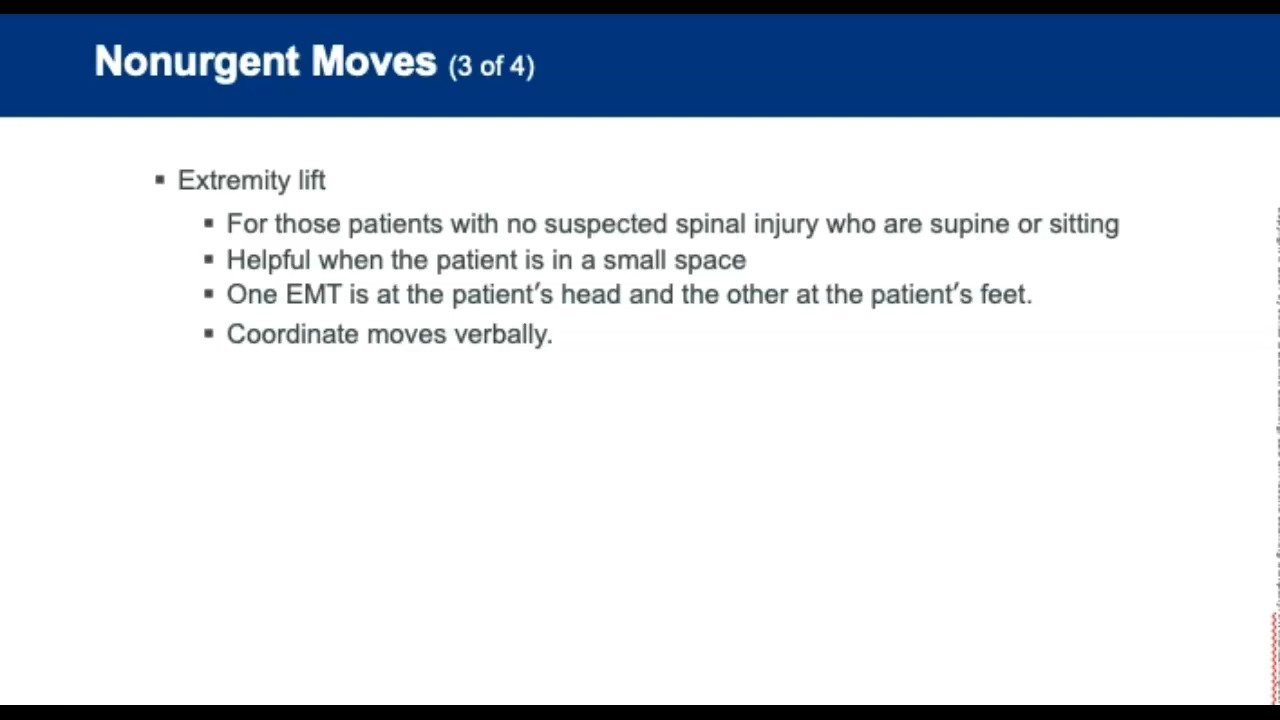 Nonurgent Moves (3 of 4)
▪ Extremity lift
▪ For those patients with no suspected spinal injury who are supine or sitting
▪ Helpful when the patient is in a small space
▪ One EMT is at the patient′s head and the other at the patient′s feet.
▪ Coordinate moves verbally.